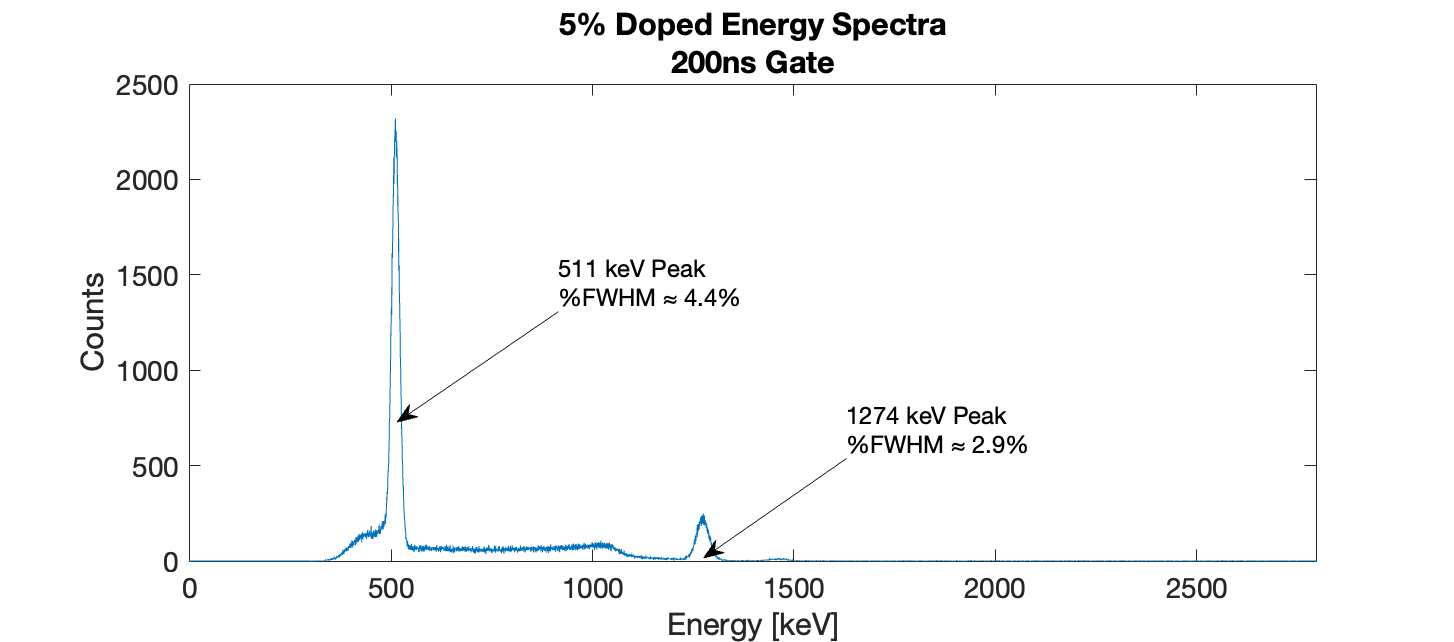 5% Doped Energy Spectra
200ns Gate
2500
2000
1500
1000
500
0
Counts
511 keV Peak
%FWHM ≈ 4.4%
1274 keV Peak
%FWHM ≈ 2.9%
0 500 1000 1500 2000 2500
Energy [keV]